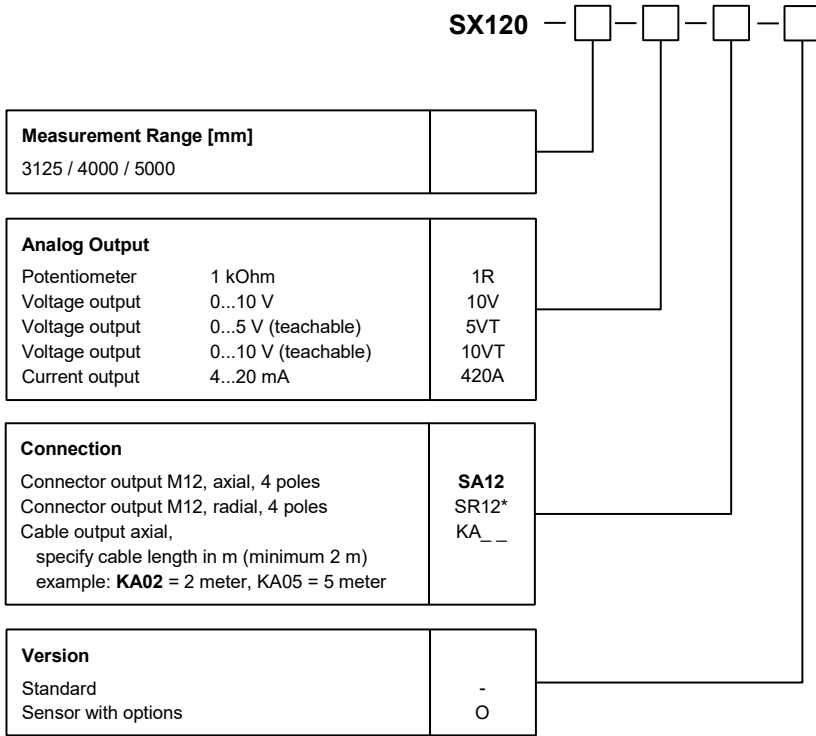 SX120 — — — —
Measurement Range [mm]
3125 / 4000 / 5000
Analog Output
Potentiometer 1 kOhm 1R
Voltage output 0...10 V 10V
Voltage output 0...5 V (teachable) 5VT
Voltage output 0...10 V (teachable) 10VT
Current output 4...20 mA 420A
Connection
Connector output M12, axial, 4 poles SA12
Connector output M12, radial, 4 poles SR12*
Cable output axial, KA_ _
specify cable length in m (minimum 2 m)
example: KA02 = 2 meter, KA05 = 5 meter
Version
Standard -
Sensor with options O